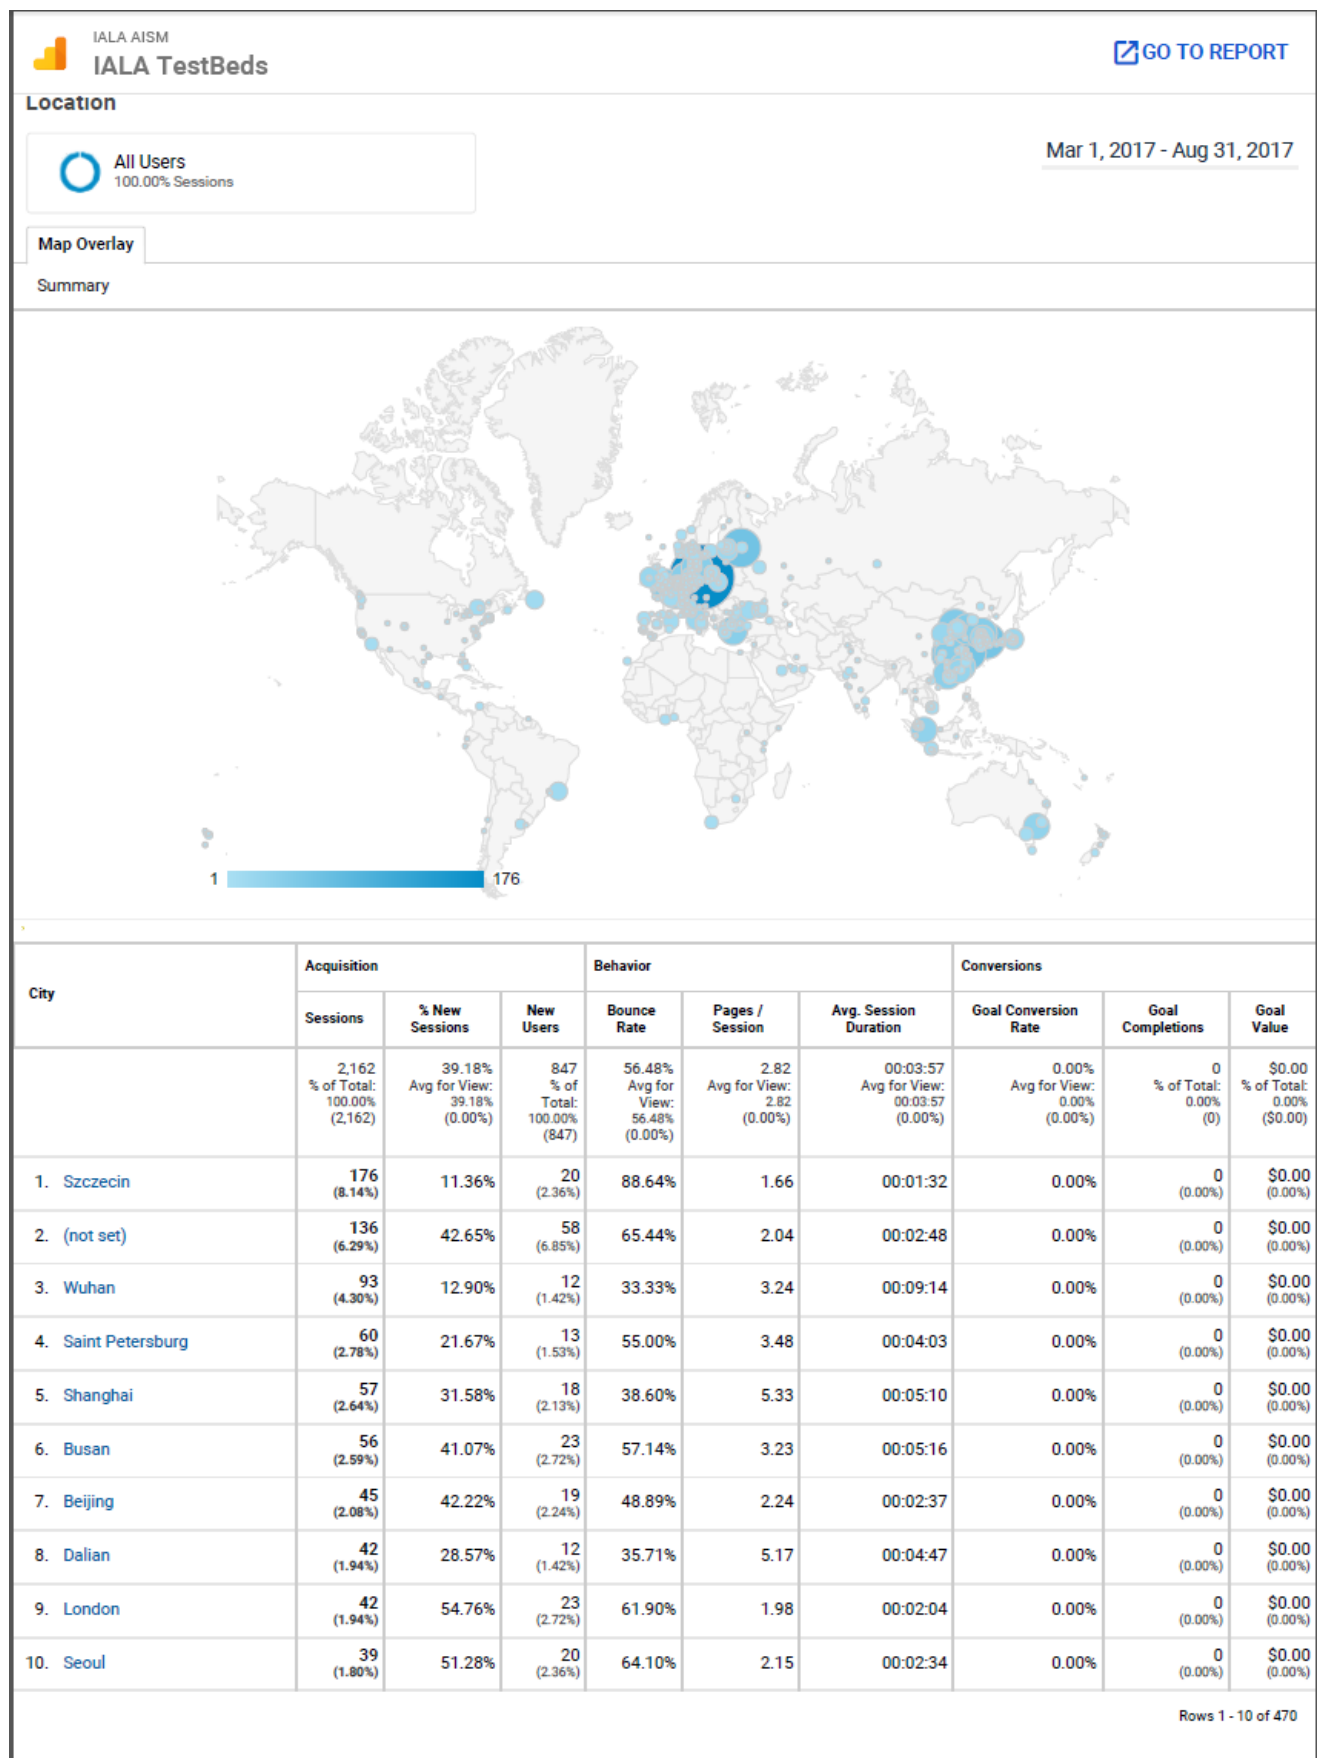 IALA AISM
IALA TestBeds
GO TO REPORT
Location
All Users
100.00% Sessions
Mar 1, 2017 - Aug 31, 2017
Map Overlay
Summary
1 176
City
Acquisition Behavior Conversions
Sessions % New Sessions New Users Bounce Rate Pages / Session Avg. Session Duration Goal Conversion Rate Goal Completions Goal Value
2,162 39.18% 847 56.48% 2.82 00:03:57 0.00% 0 $0.00
% of Total: 100.00% (2,162) Avg for View: 39.18% (0.00%) % of Total: 100.00% (847) Avg for View: 56.48% (0.00%) Avg for View: 2.82 (0.00%) Avg for View: 00:03:57 (0.00%) Avg for View: 0.00% (0.00%) % of Total: 0.00% (0) % of Total: 0.00% ($0.00)
1. Szczecin 176 (8.14%) 11.36% 20 (2.36%) 88.64% 1.66 00:01:32 0.00% 0 (0.00%) $0.00 (0.00%)
2. (not set) 136 (6.29%) 42.65% 58 (6.85%) 65.44% 2.04 00:02:48 0.00% 0 (0.00%) $0.00 (0.00%)
3. Wuhan 93 (4.30%) 12.90% 12 (1.42%) 33.33% 3.24 00:09:14 0.00% 0 (0.00%) $0.00 (0.00%)
4. Saint Petersburg 60 (2.78%) 21.67% 13 (1.53%) 55.00% 3.48 00:04:03 0.00% 0 (0.00%) $0.00 (0.00%)
5. Shanghai 57 (2.64%) 31.58% 18 (2.13%) 38.60% 5.33 00:05:10 0.00% 0 (0.00%) $0.00 (0.00%)
6. Busan 56 (2.59%) 41.07% 23 (2.72%) 57.14% 3.23 00:05:16 0.00% 0 (0.00%) $0.00 (0.00%)
7. Beijing 45 (2.08%) 42.22% 19 (2.24%) 48.89% 2.24 00:02:37 0.00% 0 (0.00%) $0.00 (0.00%)
8. Dalian 42 (1.94%) 28.57% 12 (1.42%) 35.71% 5.17 00:04:47 0.00% 0 (0.00%) $0.00 (0.00%)
9. London 42 (1.94%) 54.76% 23 (2.72%) 61.90% 1.98 00:02:04 0.00% 0 (0.00%) $0.00 (0.00%)
10. Seoul 39 (1.80%) 51.28% 20 (2.36%) 64.10% 2.15 00:02:34 0.00% 0 (0.00%) $0.00 (0.00%)
Rows 1 - 10 of 470